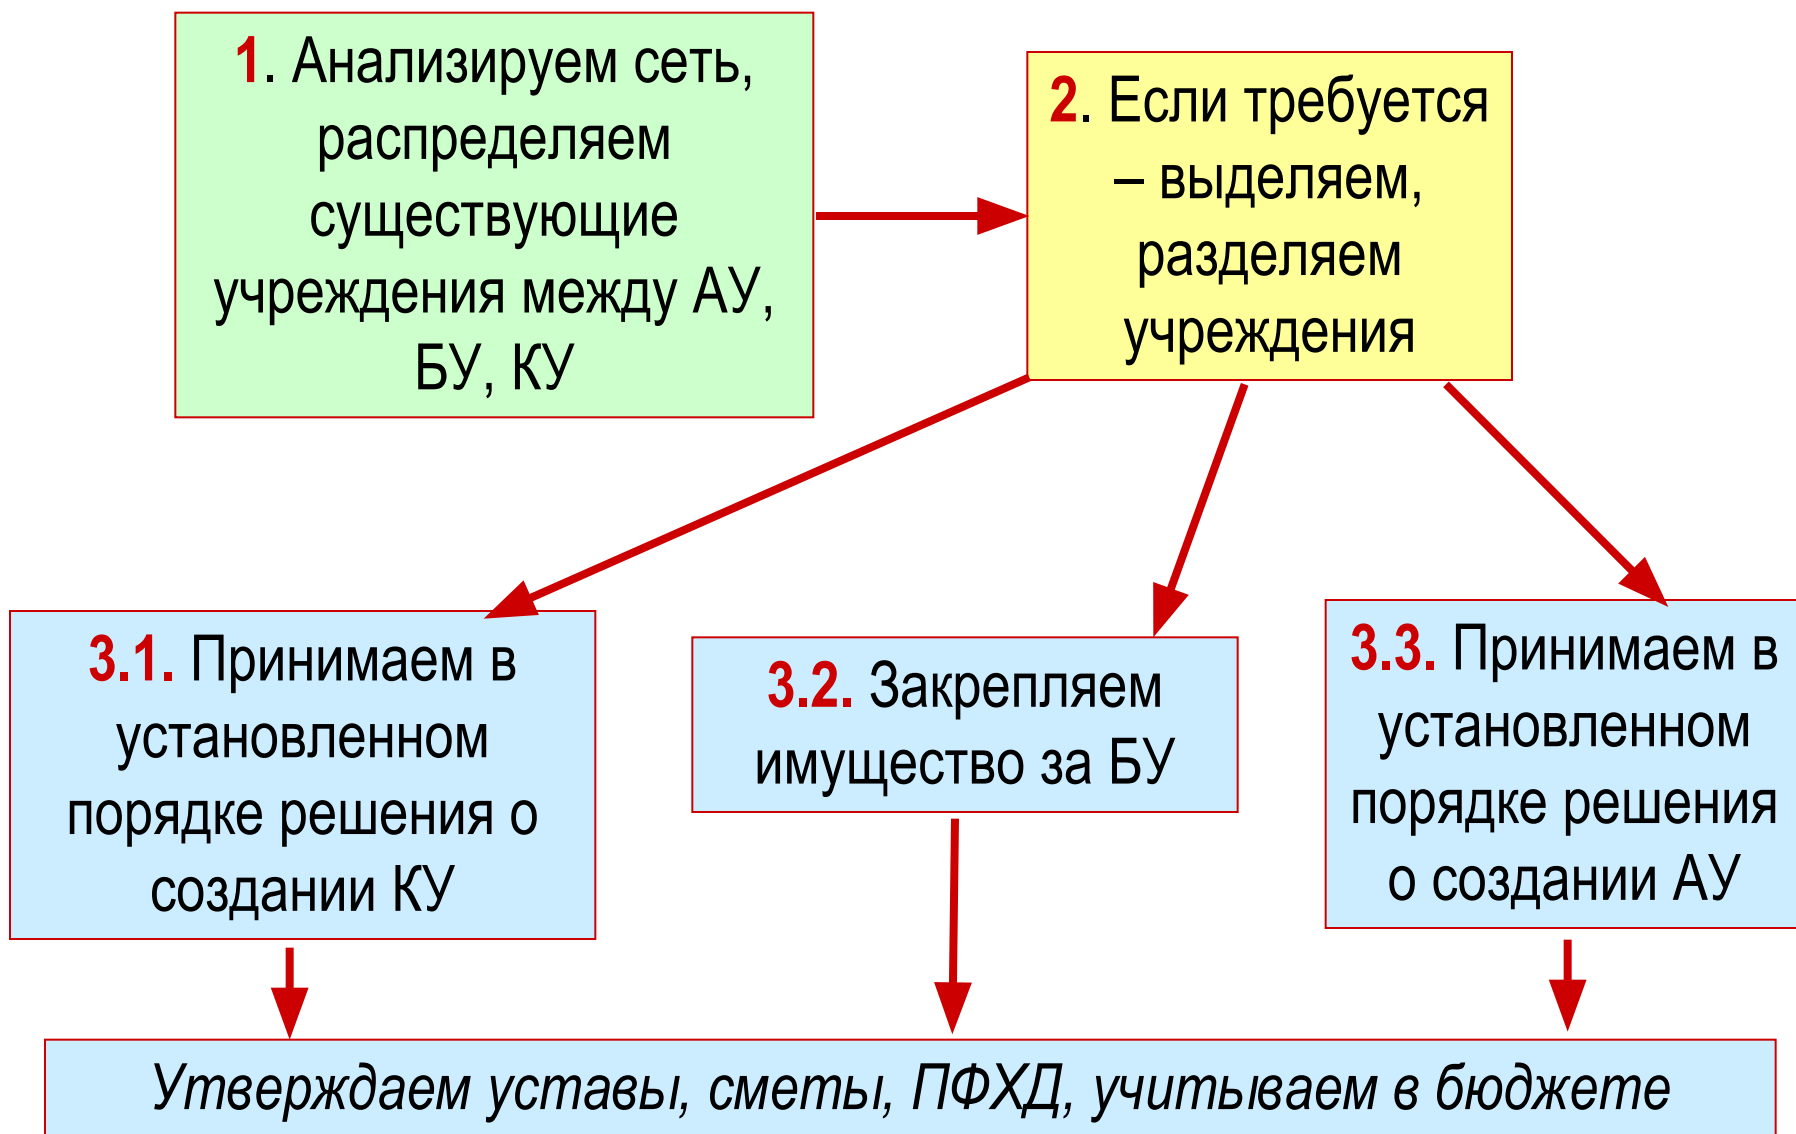 1. Анализируем сеть,
распределяем
существующие
учреждения между АУ,
БУ, КУ
2. Если требуется
– выделяем,
разделяем
учреждения
3.1. Принимаем в
установленном
порядке решения о
создании КУ
3.2. Закрепляем
имущество за БУ
3.3. Принимаем в
установленном
порядке решения
о создании АУ
Утверждаем уставы, сметы, ПФХД, учитываем в бюджете